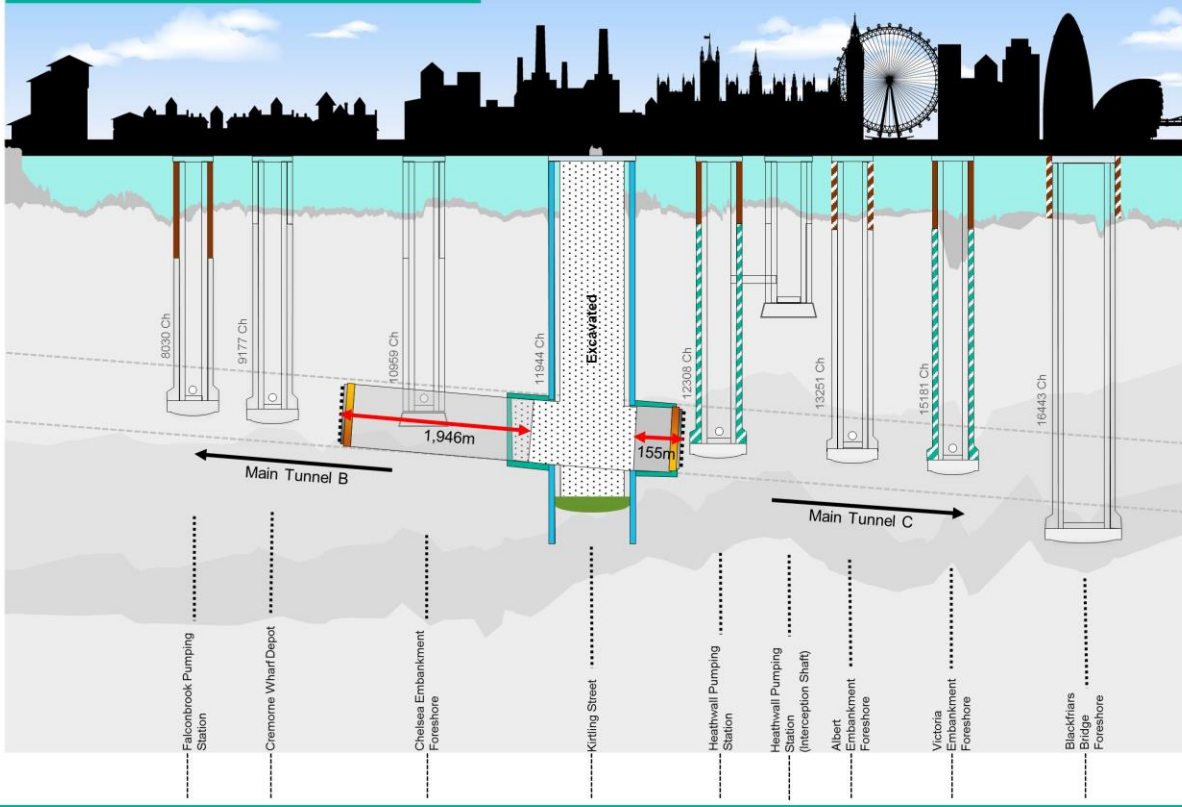 8030 Ch
9177 Ch
10959 Ch
11944 Ch
Excavated
12308 Ch
13251 Ch
15181 Ch
16443 Ch
1,946m
155m
Main Tunnel B
Main Tunnel C
Falconbrook Pumping
Station
Cremorne Wharf Depot
Chelsea Embankment
Foreshore
Kirtling Street
Heathwall Pumping
Station
Heathwall Pumping
Station
(Interception Shaft)
Albert
Embankment
Foreshore
Victoria
Embankment
Foreshore
Blackfriars
Bridge
Foreshore